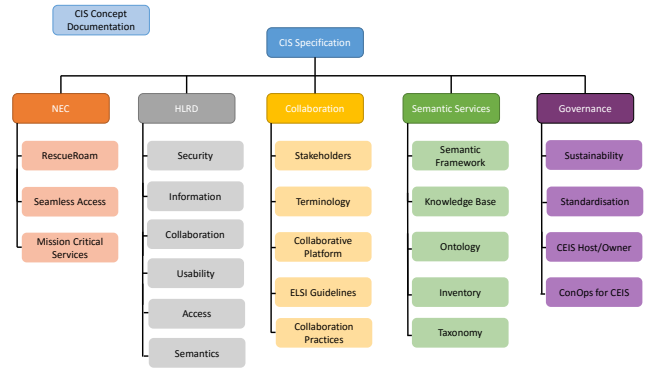 CIS Concept
Documentation
CIS Specification
NEC
HLRD
Collaboration
Semantic Services
Governance
RescueRoam
Seamless Access
Mission Critical
Services
Security
Information
Collaboration
Usability
Access
Semantics
Stakeholders
Terminology
Collaborative
Platform
ELSI Guidelines
Collaboration
Practices
Semantic
Framework
Knowledge Base
Ontology
Inventory
Taxonomy
Sustainability
Standardisation
CEIS Host/Owner
ConOps for CEIS